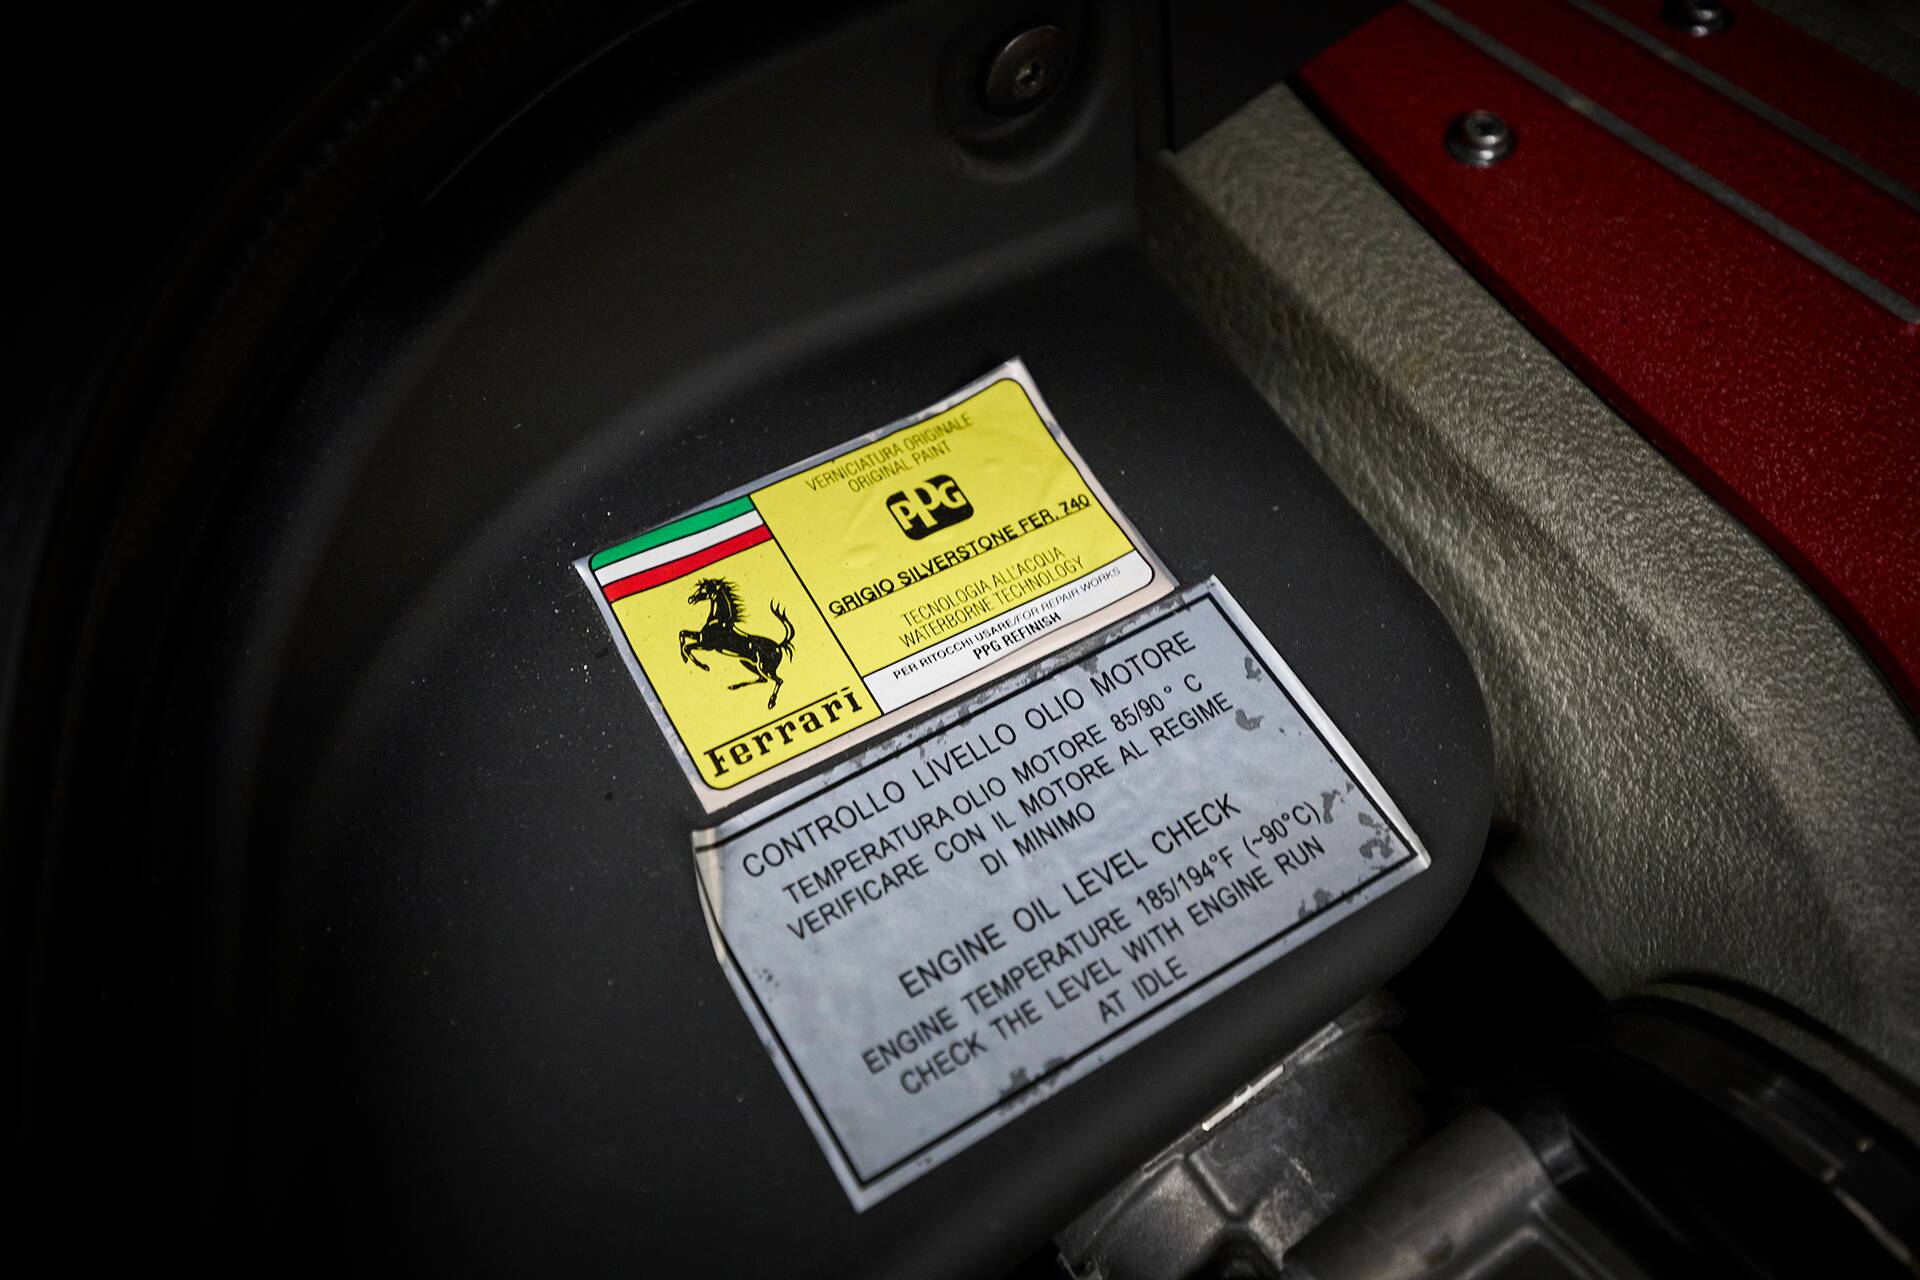 VERNICIATURA ORIGINALE
ORIGINAL PAINT
PPG
GRIGIO SILVERSTONE FER. 740
TECNOLOGIA ALL'ACQUA
WATERBORNE TECHNOLOGY
PER RITOCCHI USARE/FOR REPAIR WORKS
PPG REFINISH
Ferrari
CONTROLLO LIVELLO OLIO MOTORE
TEMPERATURA OLIO MOTORE 85/90° C
VERIFICARE CON IL MOTORE AL REGIME
DI MINIMO
ENGINE OIL LEVEL CHECK
ENGINE TEMPERATURE 185/194°F (~90°C)
CHECK THE LEVEL WITH ENGINE RUN
AT IDLE